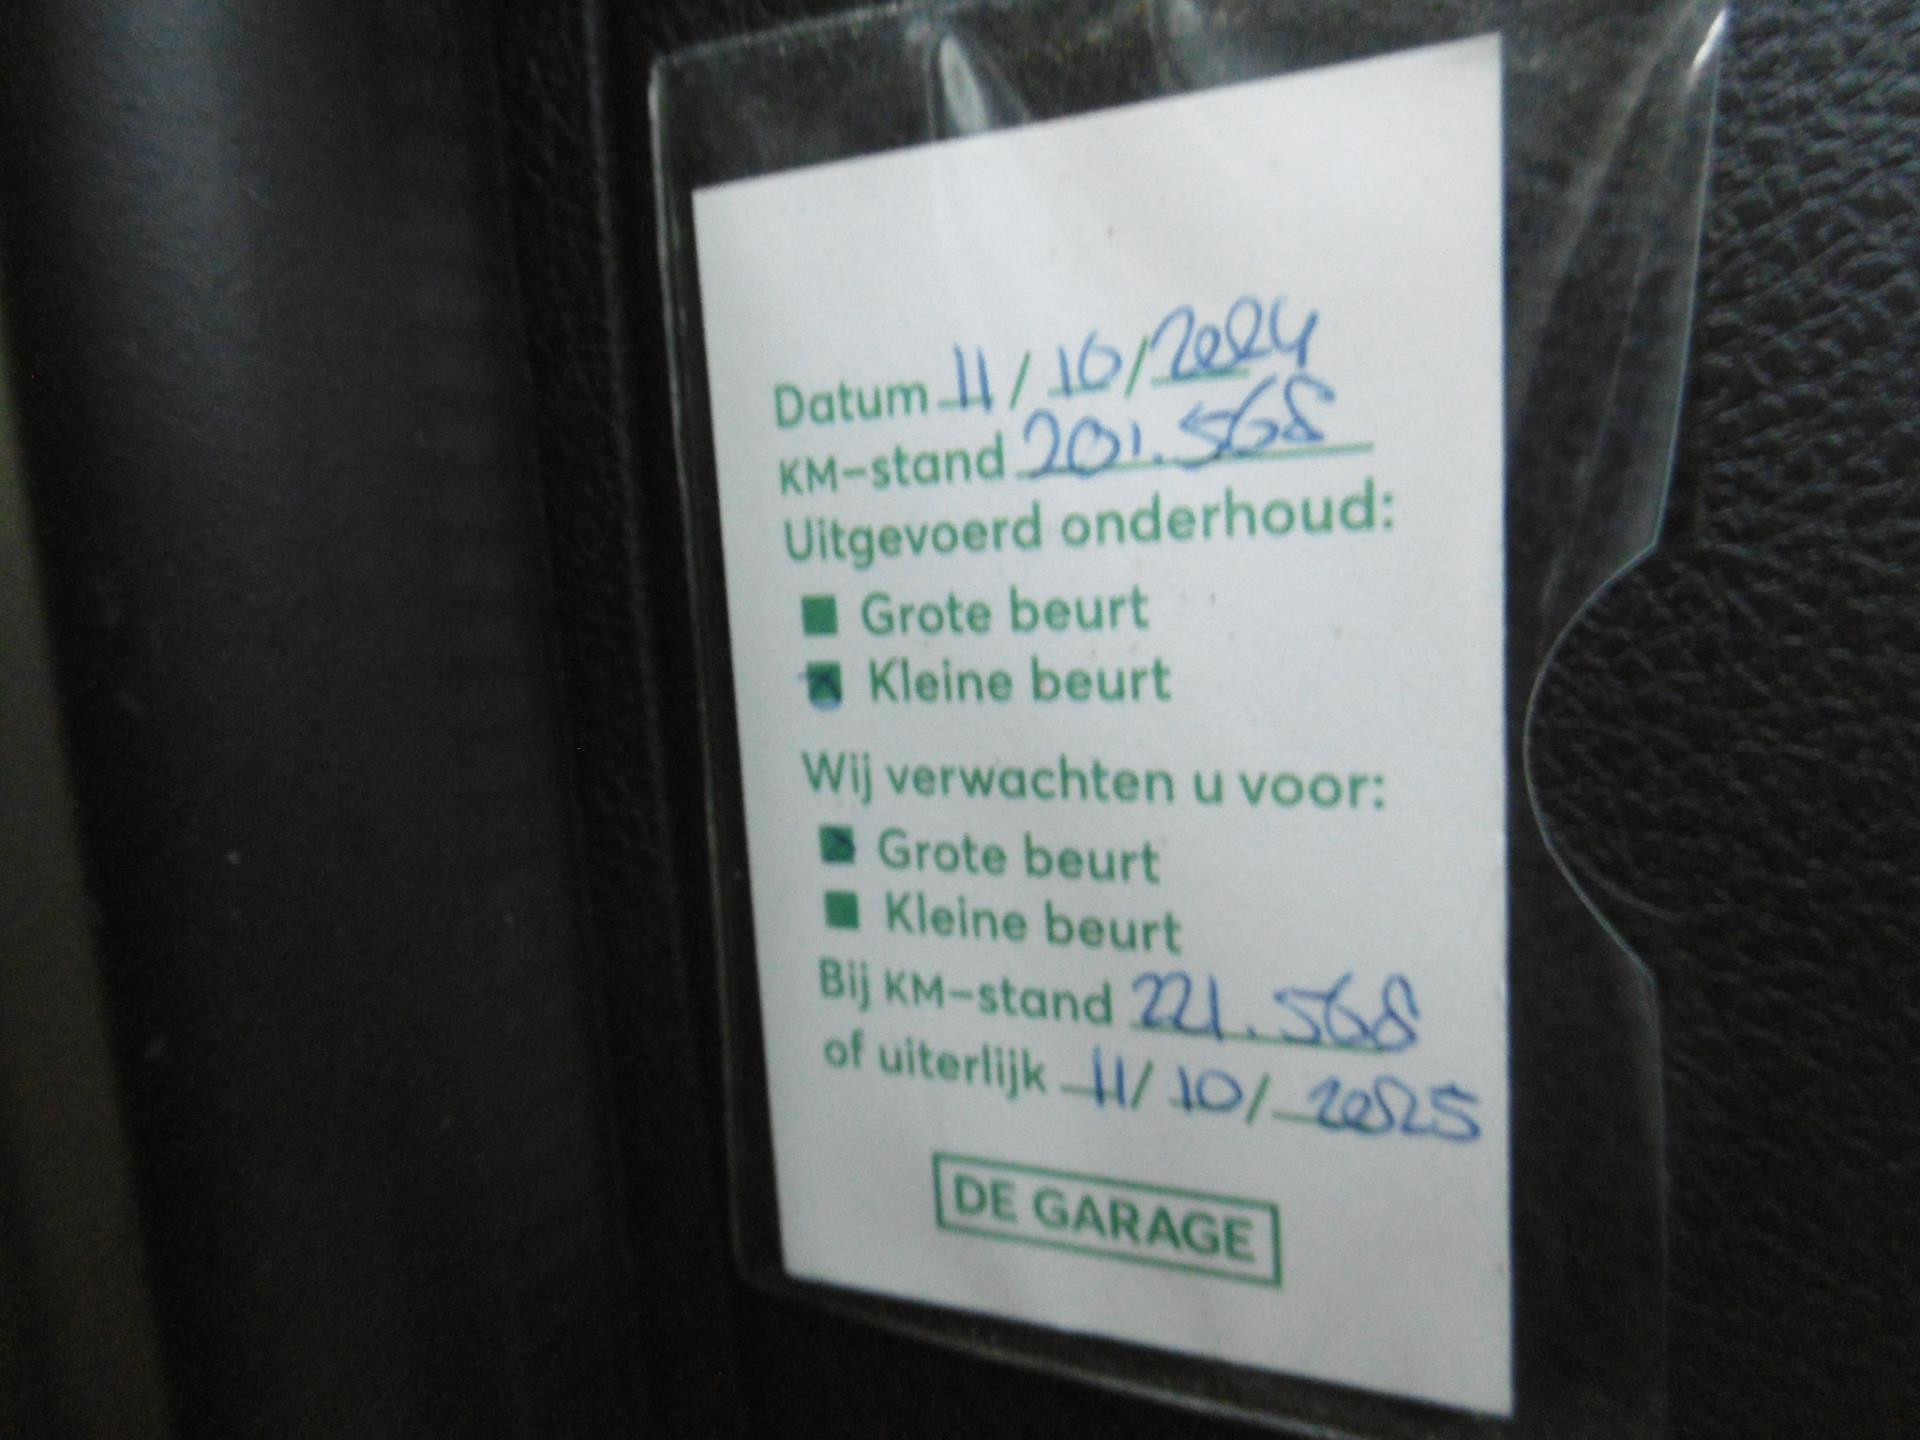 Datum 11/10/2024
KM-stand 201.568
Uitgevoerd onderhoud:
Grote beurt
Kleine beurt
Wij verwachten u voor:
Grote beurt
Kleine beurt
Bij KM-stand 221.568
of uiterlijk 11/10/2025
DE GARAGE